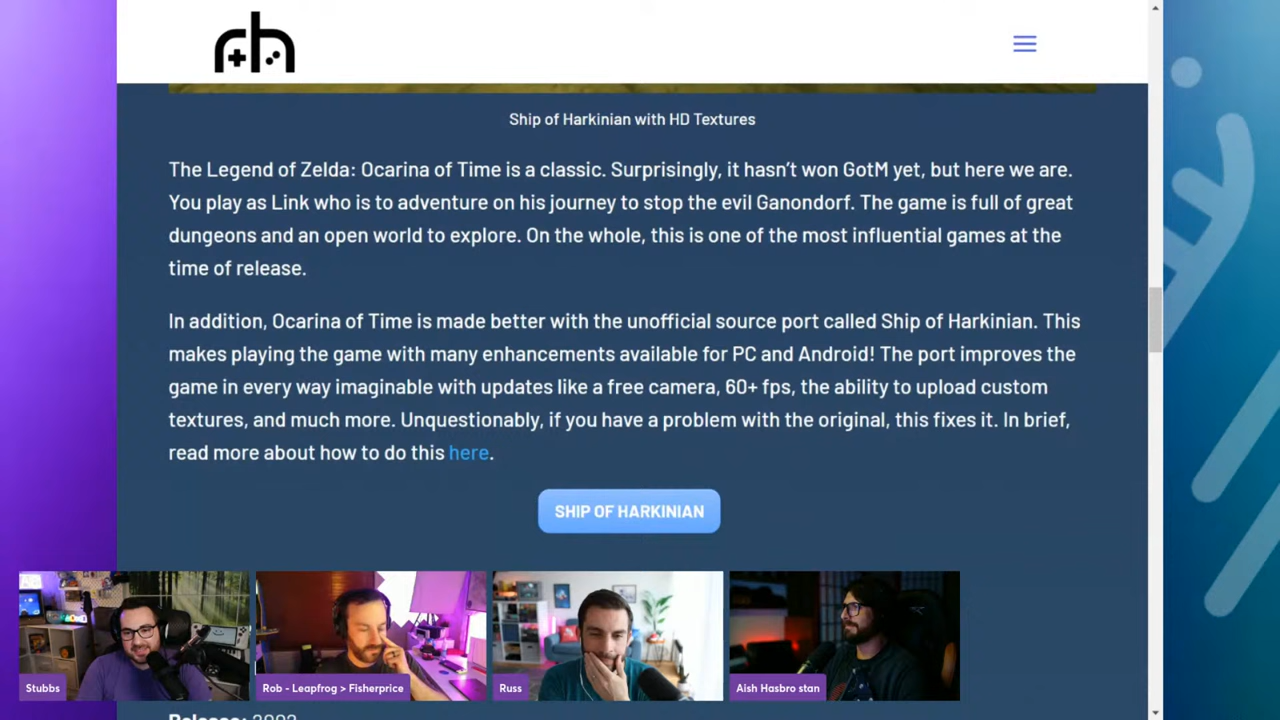 rh
Ship of Harkinian with HD Textures
The Legend of Zelda: Ocarina of Time is a classic. Surprisingly, it hasn't won GotM yet, but here we are.
You play as Link who is to adventure on his journey to stop the evil Ganondorf. The game is full of great
dungeons and an open world to explore. On the whole, this is one of the most influential games at the
time of release.
In addition, Ocarina of Time is made better with the unofficial source port called Ship of Harkinian. This
makes playing the game with many enhancements available for PC and Android! The port improves the
game in every way imaginable with updates like a free camera, 60+ fps, the ability to upload custom
textures, and much more. Unquestionably, if you have a problem with the original, this fixes it. In brief,
read more about how to do this here.
SHIP OF HARKINIAN
Stubbs
Rob - Leapfrog > Fisherprice
Russ
Aish Hasbro stan